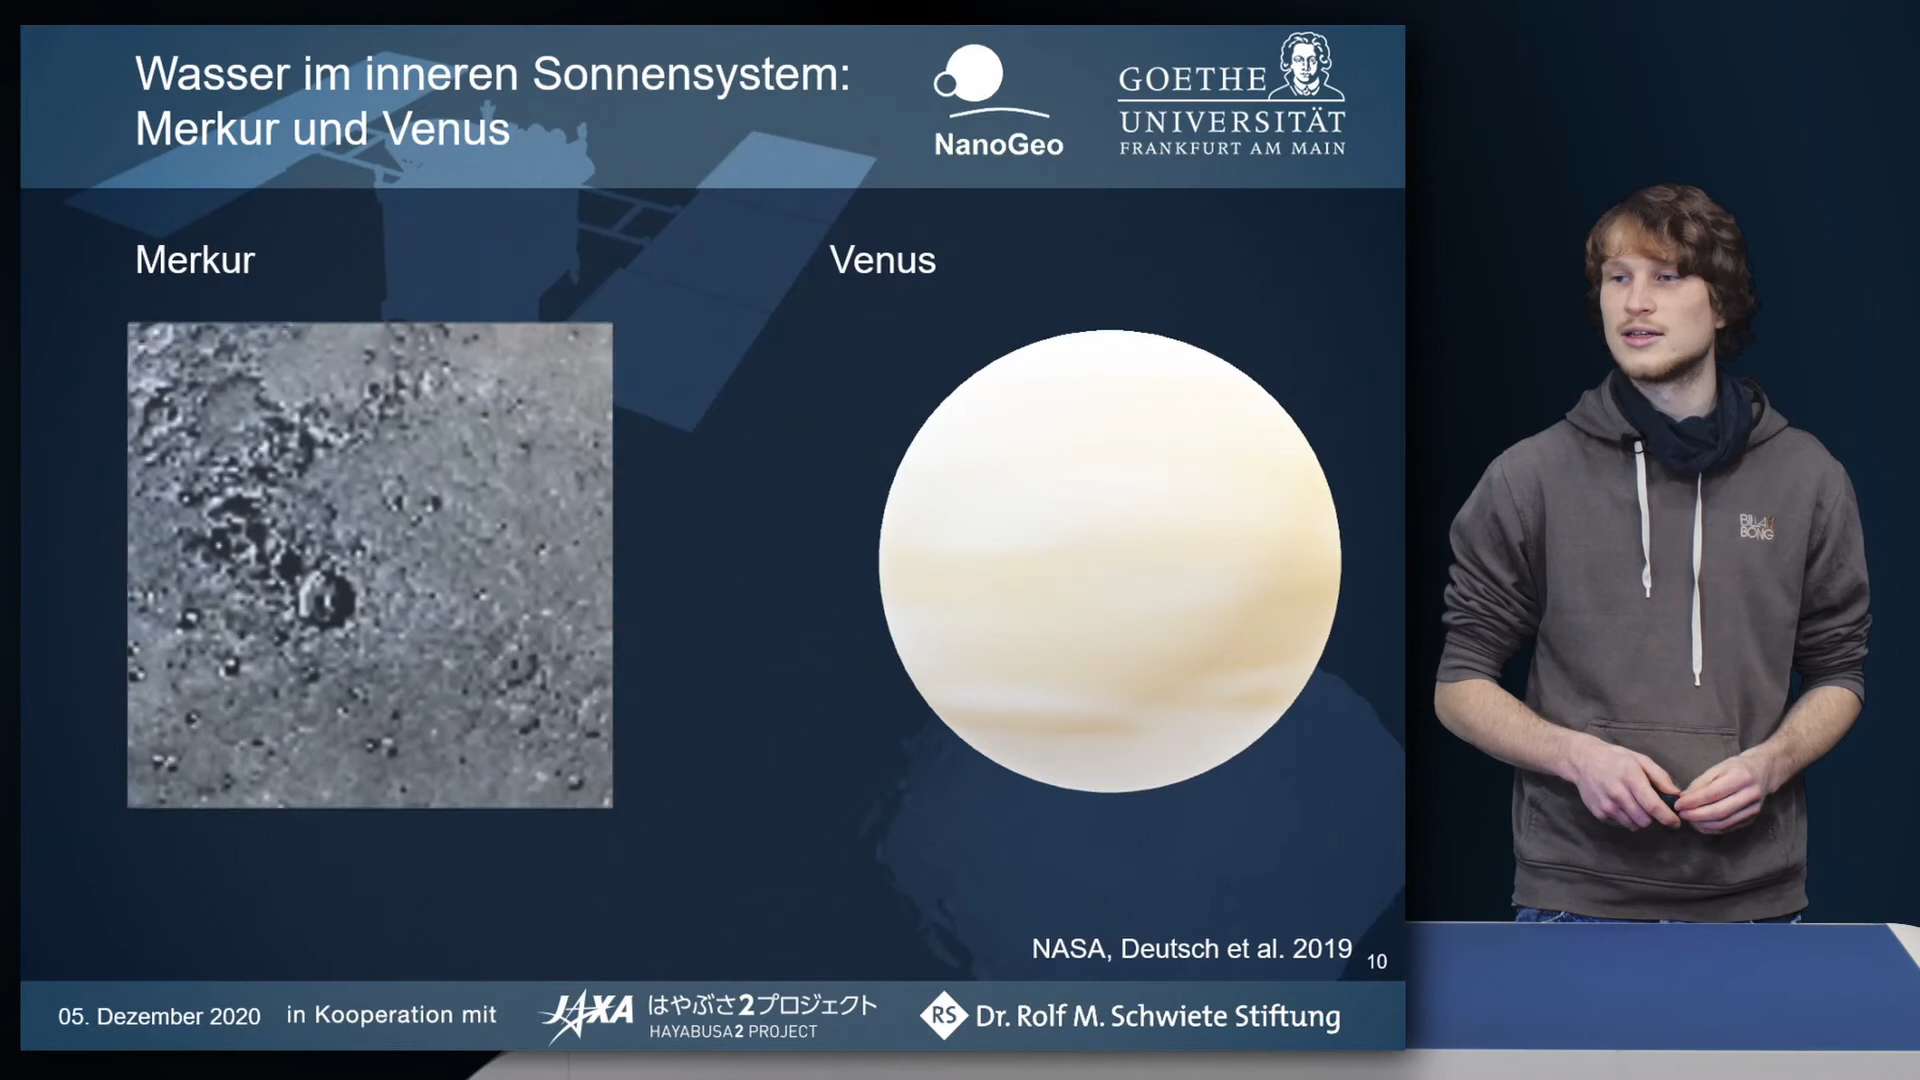 Wasser im inneren Sonnensystem:
Merkur und Venus
NanoGeo
GOETHE
UNIVERSITÄT
FRANKFURT AM MAIN
Merkur
Venus
BILLA
BONG
NASA, Deutsch et al. 2019
10
05. Dezember 2020
in Kooperation mit
JAXA
はやぶさ2プロジェクト
HAYABUSA2 PROJECT
RS
Dr. Rolf M. Schwiete Stiftung